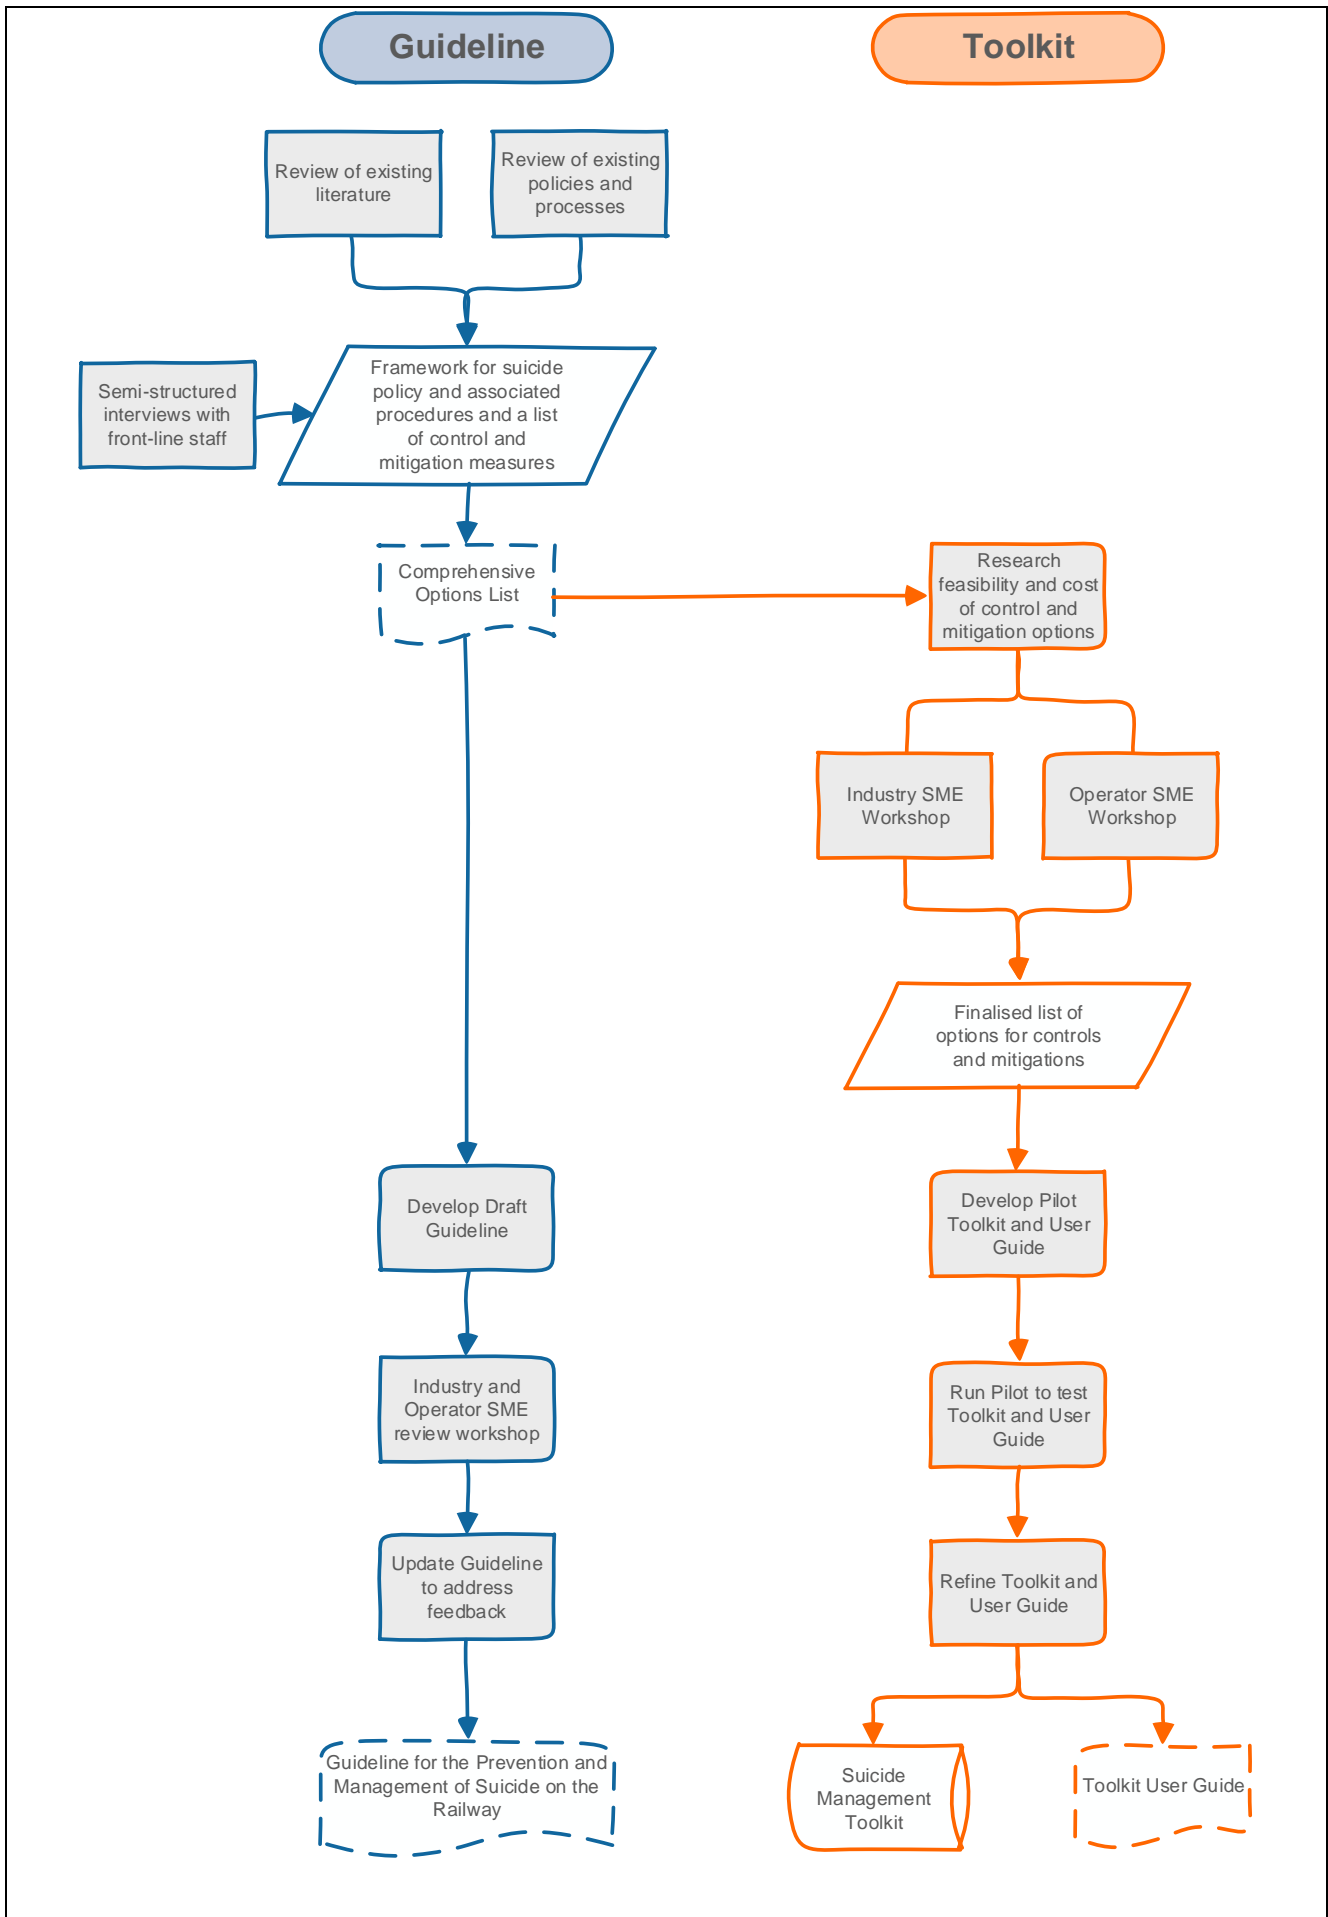 Guideline
Toolkit
Review of existing
literature
Review of existing
policies and
processes
Semi-structured
interviews with
front-line staff
Framework for suicide
policy and associated
procedures and a list
of control and
mitigation measures
Comprehensive
Options List
Research
feasibility and cost
of control and
mitigation options
Industry SME
Workshop
Operator SME
Workshop
Finalised list of
options for controls
and mitigations
Develop Draft
Guideline
Develop Pilot
Toolkit and User
Guide
Industry and
Operator SME
review workshop
Run Pilot to test
Toolkit and User
Guide
Update Guideline
to address
feedback
Refine Toolkit and
User Guide
Guideline for the Prevention and
Management of Suicide on the
Railway
Suicide
Management
Toolkit
Toolkit User Guide